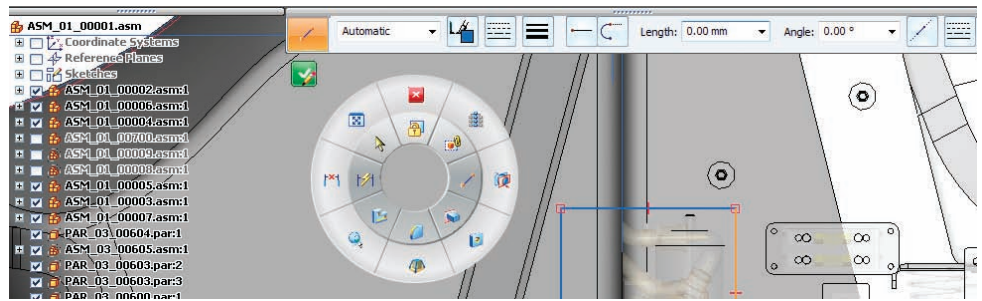 ASM_01_00001.asm
Automatic
Length: 0.00 mm
Angle: 0.00 °
Coordinate Systems
Reference Planes
Sketches
ASM_01_00002.asm:1
ASM_01_00006.asm:1
ASM_01_00004.asm:1
ASM_01_00700.asm:1
ASM_01_00009.asm:1
ASM_01_00008.asm:1
ASM_01_00005.asm:1
ASM_01_00003.asm:1
ASM_01_00007.asm:1
PAR_03_00604.par:1
ASM_03_00605.asm:1
PAR_03_00603.par:2
PAR_03_00603.par:3
PAR_03_00600.par:1